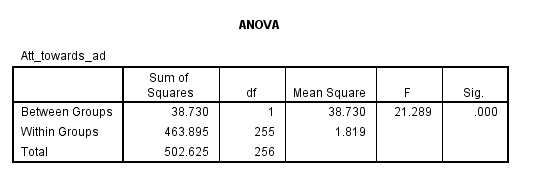 ANOVA
Att_towards_ad
Sum of Squares df Mean Square F Sig.
Between Groups 38.730 1 38.730 21.289 .000
Within Groups 463.895 255 1.819
Total 502.625 256